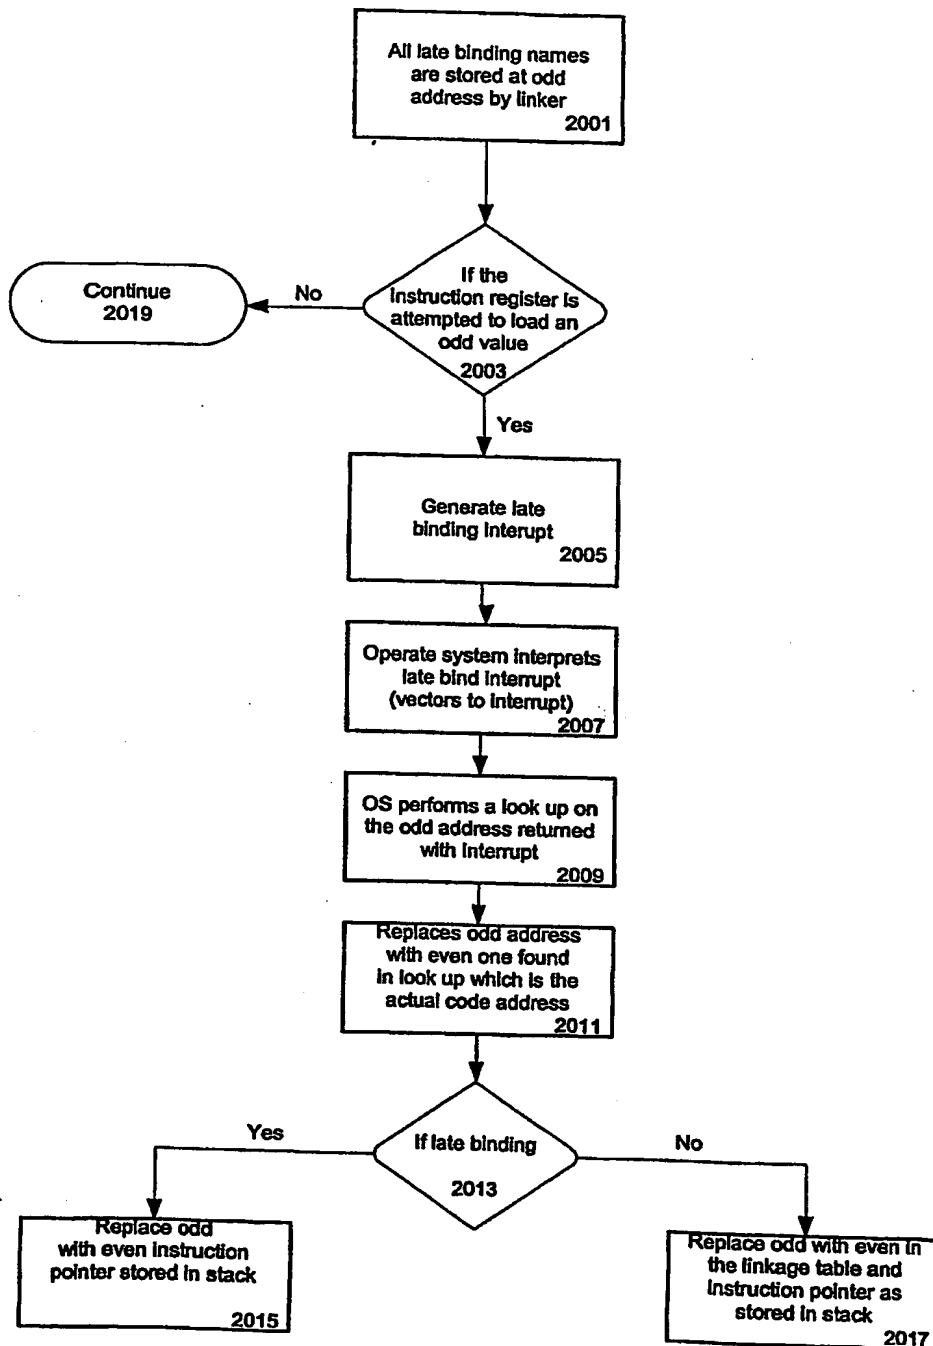 All late binding names
are stored at odd
address by linker
2001
If the
instruction register is
attempted to load an
odd value
2003
No
Continue
2019
Yes
Generate late
binding interupt
2005
Operate system interprets
late bind interrupt
(vectors to interrupt)
2007
OS performs a look up on
the odd address returned
with interrupt
2009
Replaces odd address
with even one found
in look up which is the
actual code address
2011
If late binding
2013
Yes
No
Replace odd
with even instruction
pointer stored in stack
2015
Replace odd with even in
the linkage table and
instruction pointer as
stored in stack
2017